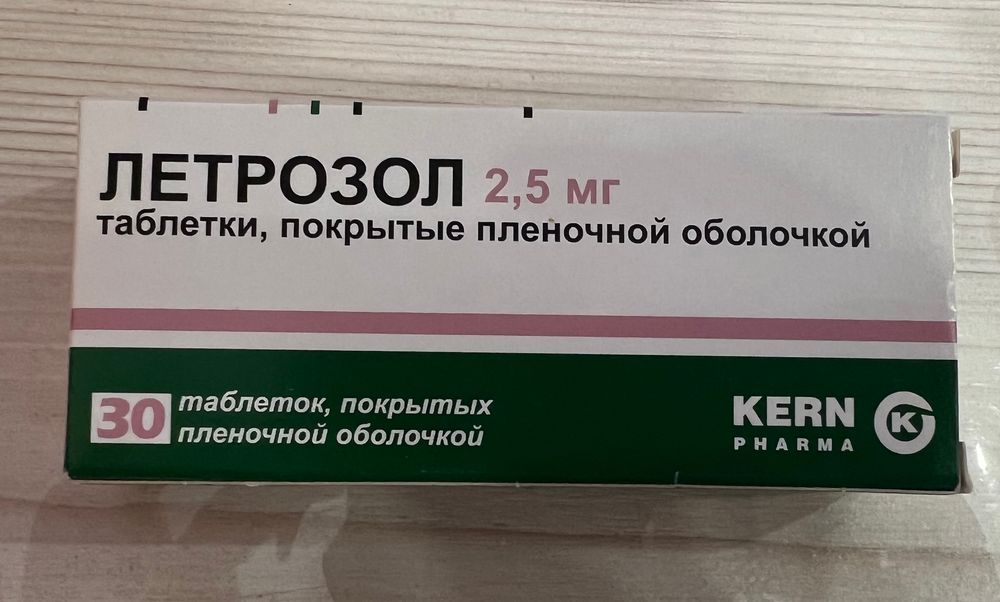 ЛЕТРОЗОЛ 2,5 мг
таблетки, покрытые пленочной оболочкой
30 таблеток, покрытых
пленочной оболочкой
KERN
PHARMA
K